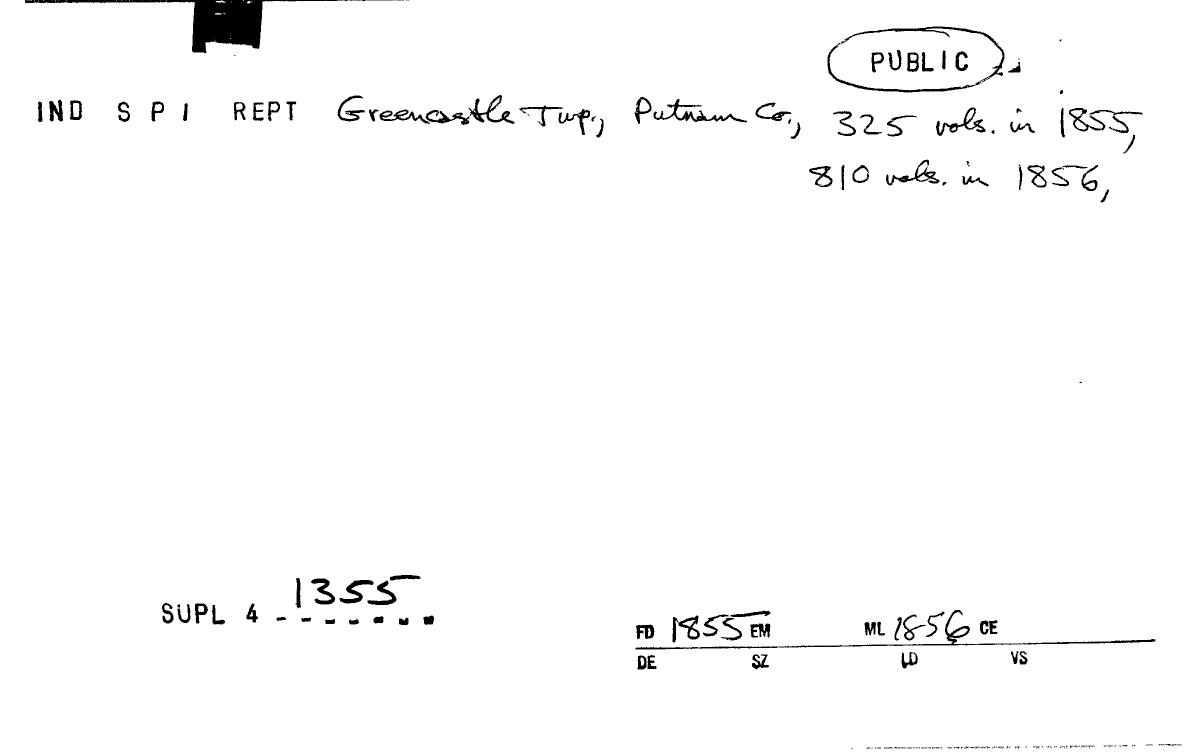 PUBLIC
IND S P I REPT Greencastle Twp., Putnam Co., 325 vols. in 1855,
810 vols. in 1856,
SUPL 4 1355
FD 1855 EM ML 1856 CE
DE SZ LD VS